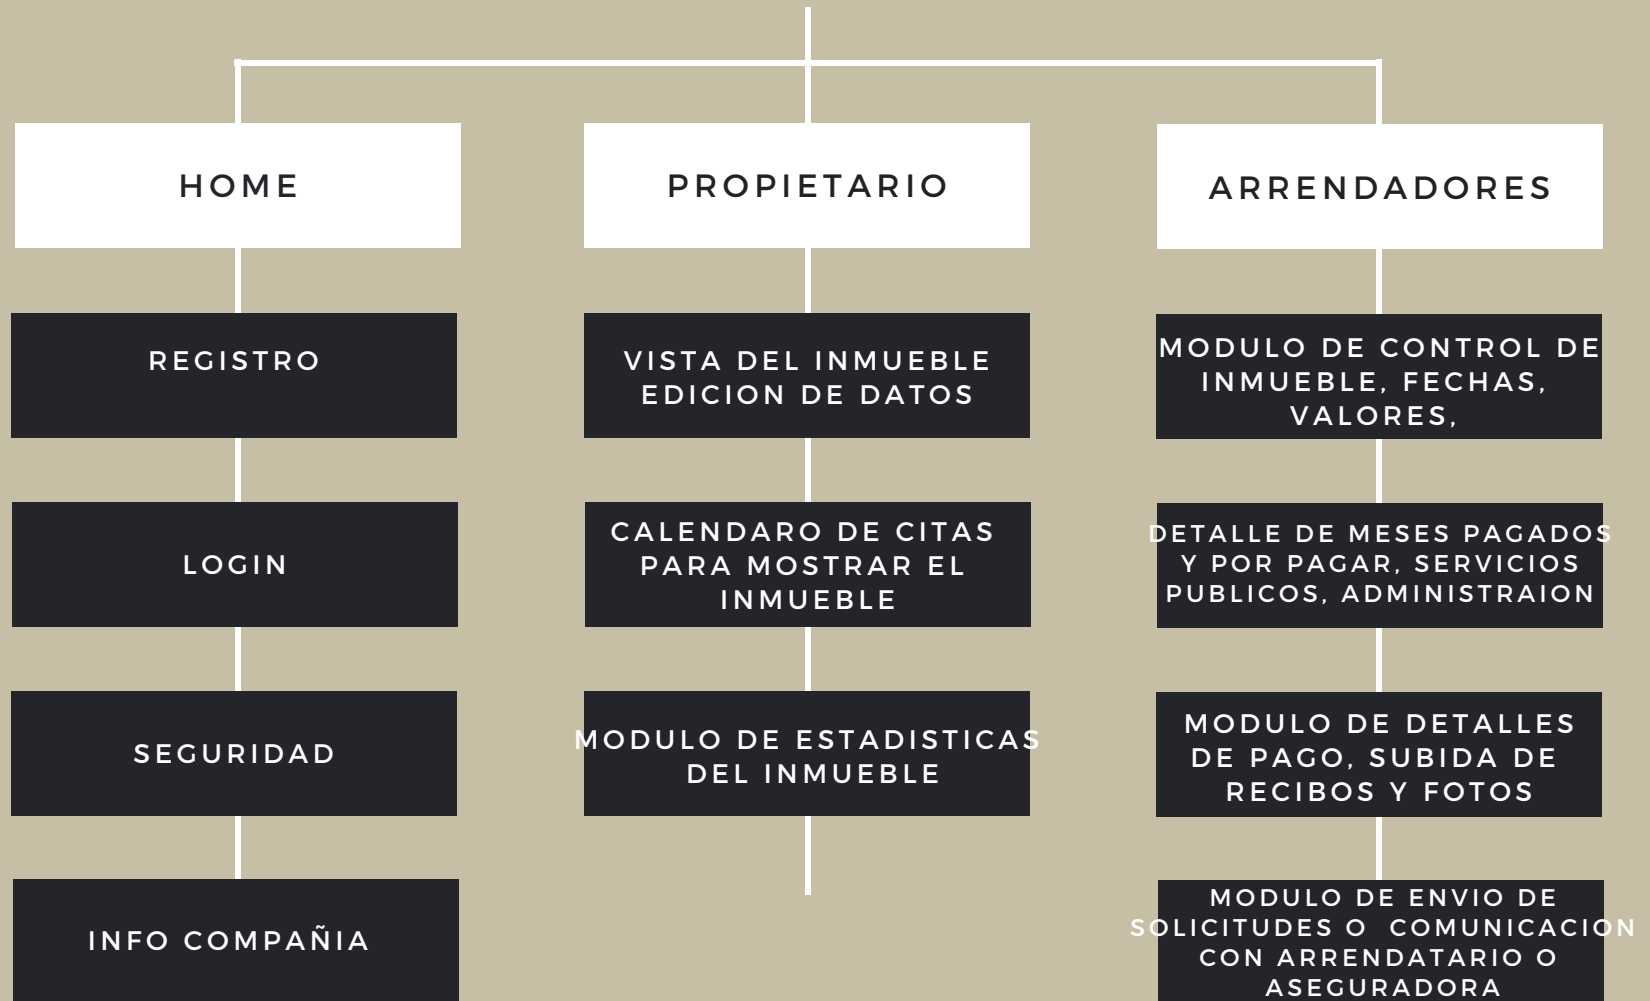 HOME
REGISTRO
LOGIN
SEGURIDAD
INFO COMPAÑIA
PROPIETARIO
VISTA DEL INMUEBLE
EDICION DE DATOS
CALENDARO DE CITAS
PARA MOSTRAR EL
INMUEBLE
MODULO DE ESTADISTICAS
DEL INMUEBLE
ARRENDADORES
MODULO DE CONTROL DE
INMUEBLE, FECHAS,
VALORES,
DETALLE DE MESES PAGADOS
Y POR PAGAR, SERVICIOS
PUBLICOS, ADMINISTRAION
MODULO DE DETALLES
DE PAGO, SUBIDA DE
RECIBOS Y FOTOS
MODULO DE ENVIO DE
SOLICITUDES O  COMUNICACION
CON ARRENDATARIO O
ASEGURADORA